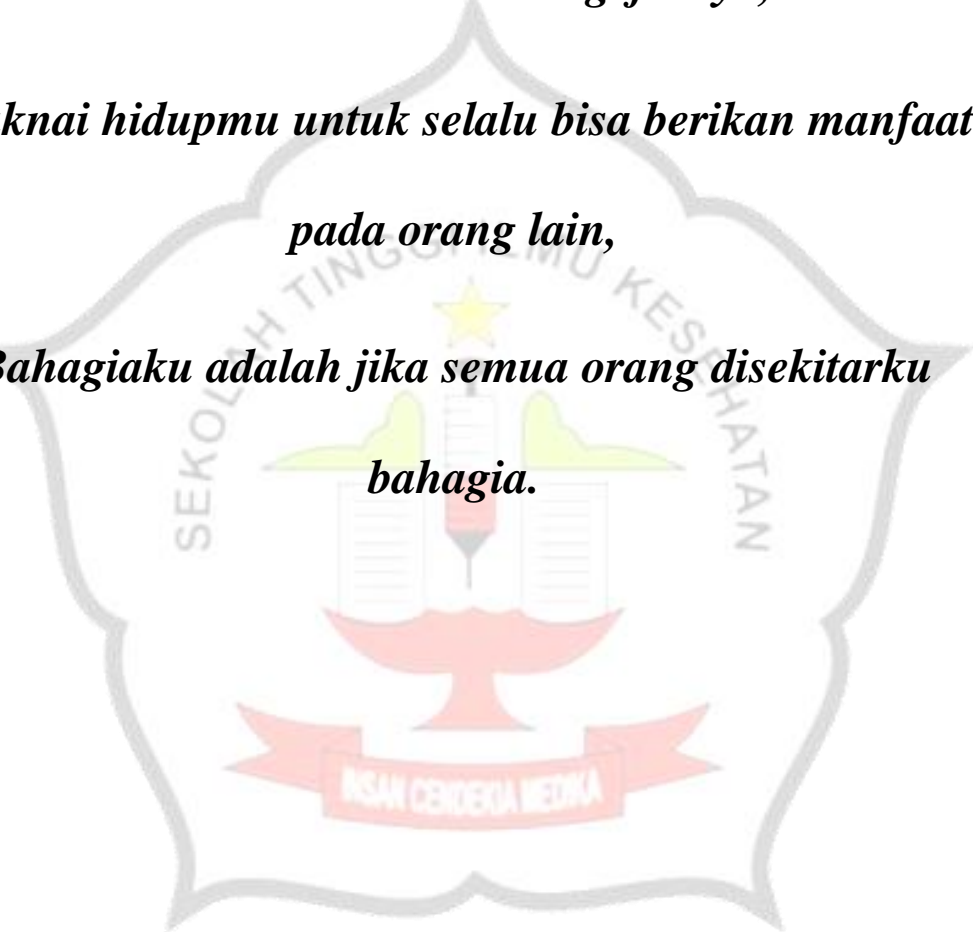 knai hidupmu untuk selalu bisa berikan manfaat
pada orang lain,
Bahagiaku adalah jika semua orang disekitarku
bahagia.
SEKOLAH TINGGI ILMU KESEHATAN
INSAN CENDEKIA MEDIKA